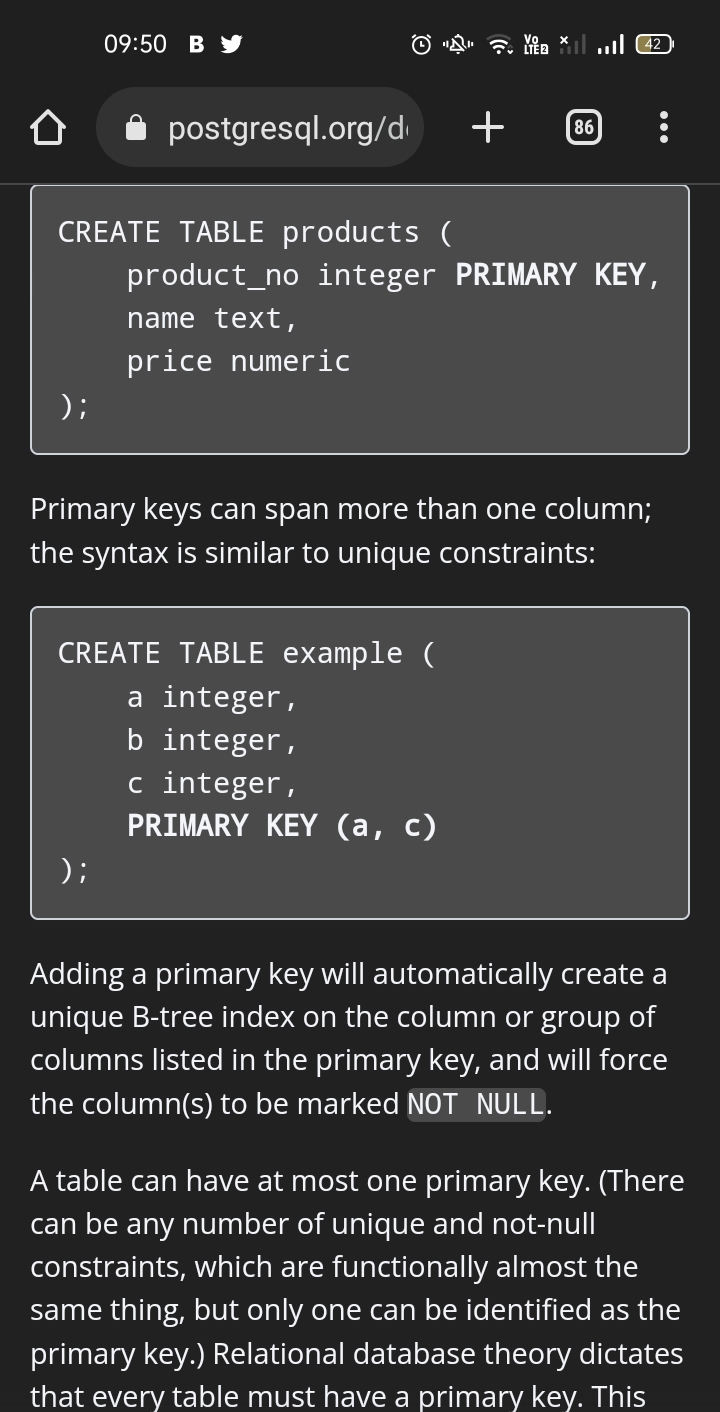 09:50 B Vo LTE2 x 42
postgresql.org/d 86
CREATE TABLE products (
    product_no integer PRIMARY KEY,
    name text,
    price numeric
);
Primary keys can span more than one column;
the syntax is similar to unique constraints:
CREATE TABLE example (
    a integer,
    b integer,
    c integer,
    PRIMARY KEY (a, c)
);
Adding a primary key will automatically create a
unique B-tree index on the column or group of
columns listed in the primary key, and will force
the column(s) to be marked NOT NULL.
A table can have at most one primary key. (There
can be any number of unique and not-null
constraints, which are functionally almost the
same thing, but only one can be identified as the
primary key.) Relational database theory dictates
that every table must have a primary key. This